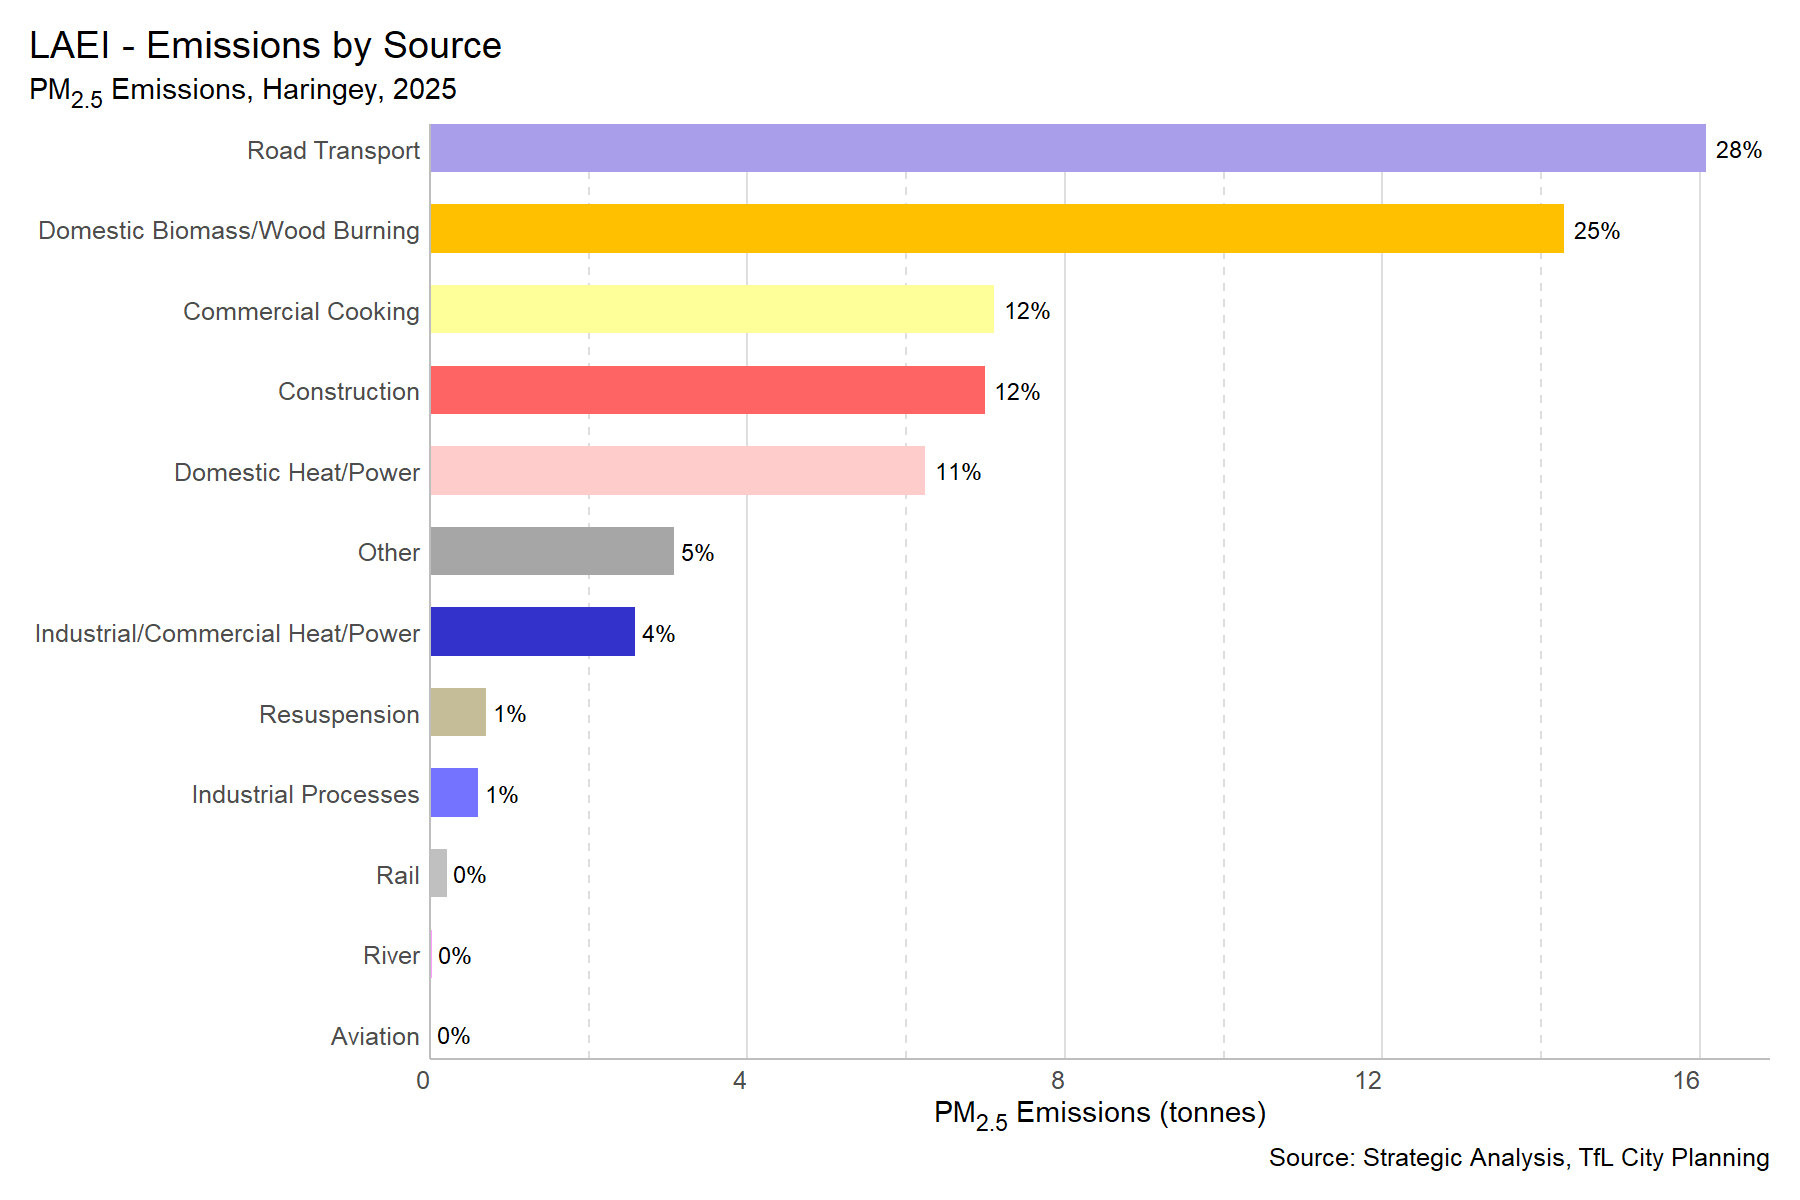 LAEI - Emissions by Source
PM2.5 Emissions, Haringey, 2025
Road Transport 28%
Domestic Biomass/Wood Burning 25%
Commercial Cooking 12%
Construction 12%
Domestic Heat/Power 11%
Other 5%
Industrial/Commercial Heat/Power 4%
Resuspension 1%
Industrial Processes 1%
Rail 0%
River 0%
Aviation 0%
0 4 8 12 16
PM2.5 Emissions (tonnes)
Source: Strategic Analysis, TfL City Planning